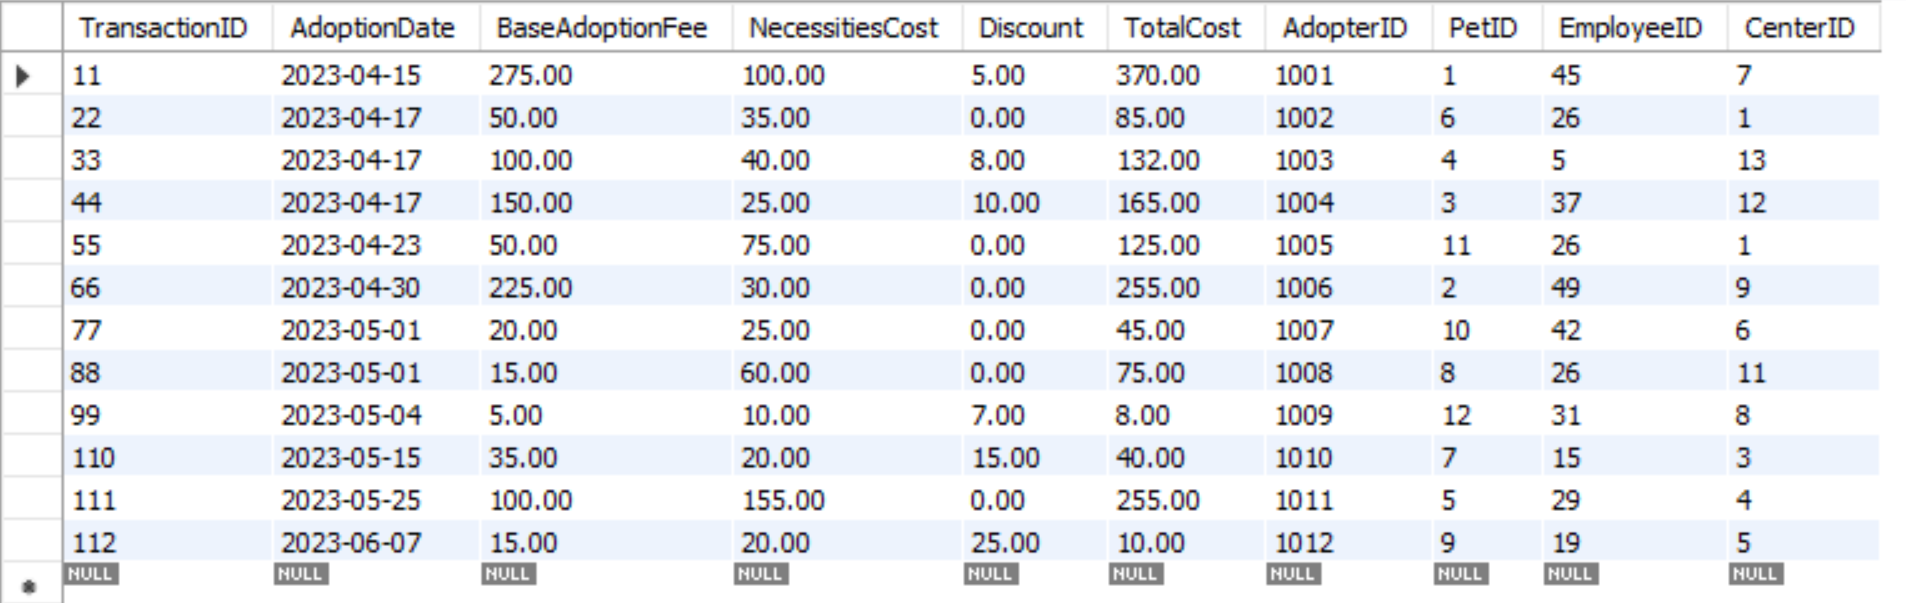 TransactionID AdoptionDate BaseAdoptionFee NecessitiesCost Discount TotalCost AdopterID PetID EmployeeID CenterID
11 2023-04-15 275.00 100.00 5.00 370.00 1001 1 45 7
22 2023-04-17 50.00 35.00 0.00 85.00 1002 6 26 1
33 2023-04-17 100.00 40.00 8.00 132.00 1003 4 5 13
44 2023-04-17 150.00 25.00 10.00 165.00 1004 3 37 12
55 2023-04-23 50.00 75.00 0.00 125.00 1005 11 26 1
66 2023-04-30 225.00 30.00 0.00 255.00 1006 2 49 9
77 2023-05-01 20.00 25.00 0.00 45.00 1007 10 42 6
88 2023-05-01 15.00 60.00 0.00 75.00 1008 8 26 11
99 2023-05-04 5.00 10.00 7.00 8.00 1009 12 31 8
110 2023-05-15 35.00 20.00 15.00 40.00 1010 7 15 3
111 2023-05-25 100.00 155.00 0.00 255.00 1011 5 29 4
112 2023-06-07 15.00 20.00 25.00 10.00 1012 9 19 5
NULL NULL NULL NULL NULL NULL NULL NULL NULL NULL